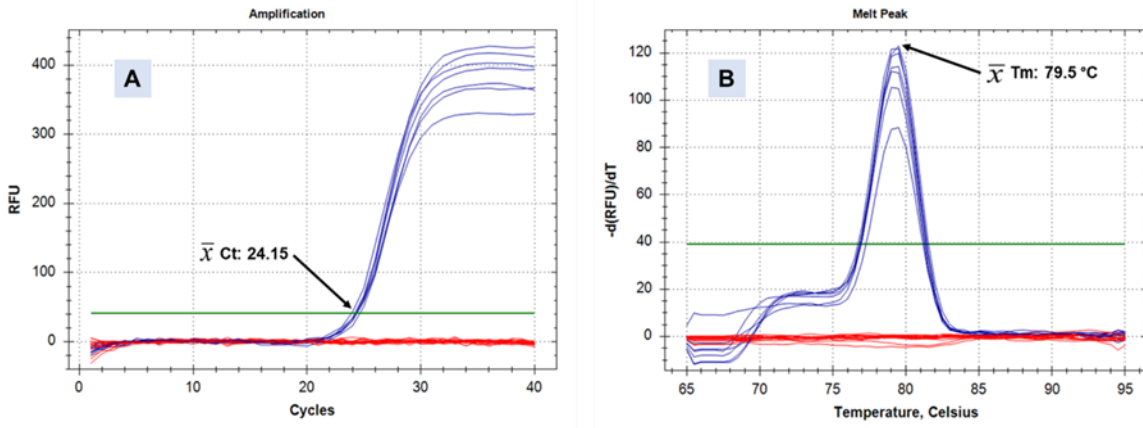 Amplification
A
400
300
200
100
0
RFU
x̅ Ct: 24.15
0 10 20 30 40
Cycles
Melt Peak
B
120
100
80
60
40
20
0
-d(RFU)/dT
x̅ Tm: 79.5 °C
65 70 75 80 85 90 95
Temperature, Celsius